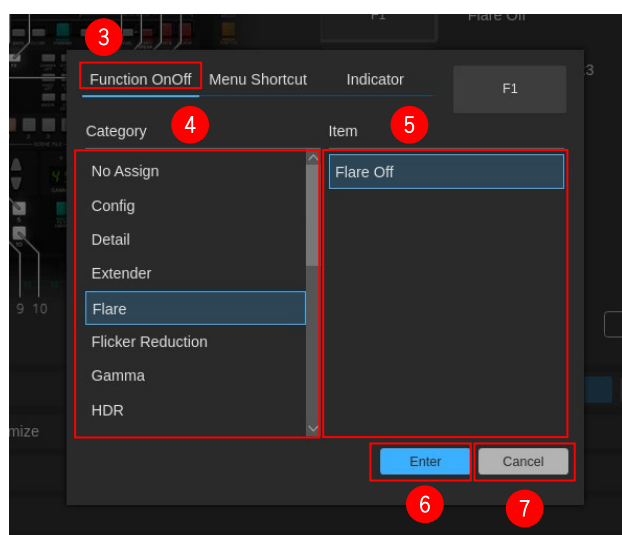 F1
Flare Off
3
3
Function OnOff
Menu Shortcut
Indicator
F1
Category
4
Item
5
No Assign
Config
Detail
Extender
Flare
Flicker Reduction
Gamma
HDR
Flare Off
9 10
mize
Enter
Cancel
6
7